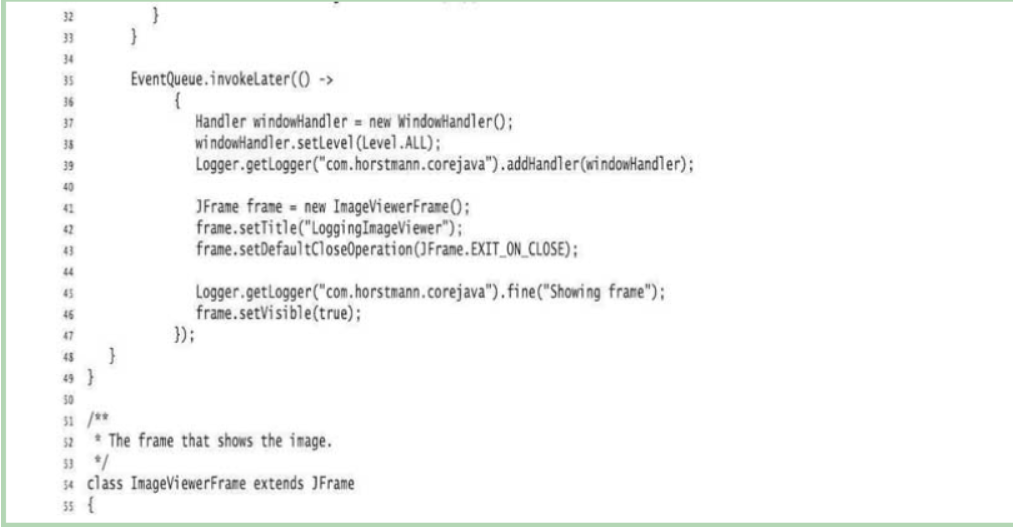 32 }
33 }
34
35 EventQueue.invokeLater(() ->
36 {
37 Handler windowHandler = new WindowHandler();
38 windowHandler.setLevel(Level.ALL);
39 Logger.getLogger("com.horstmann.corejava").addHandler(windowHandler);
40
41 JFrame frame = new ImageViewerFrame();
42 frame.setTitle("LoggingImageViewer");
43 frame.setDefaultCloseOperation(JFrame.EXIT_ON_CLOSE);
44
45 Logger.getLogger("com.horstmann.corejava").fine("Showing frame");
46 frame.setVisible(true);
47 });
48 }
49 }
50
51 /**
52 * The frame that shows the image.
53 */
54 class ImageViewerFrame extends JFrame
55 {